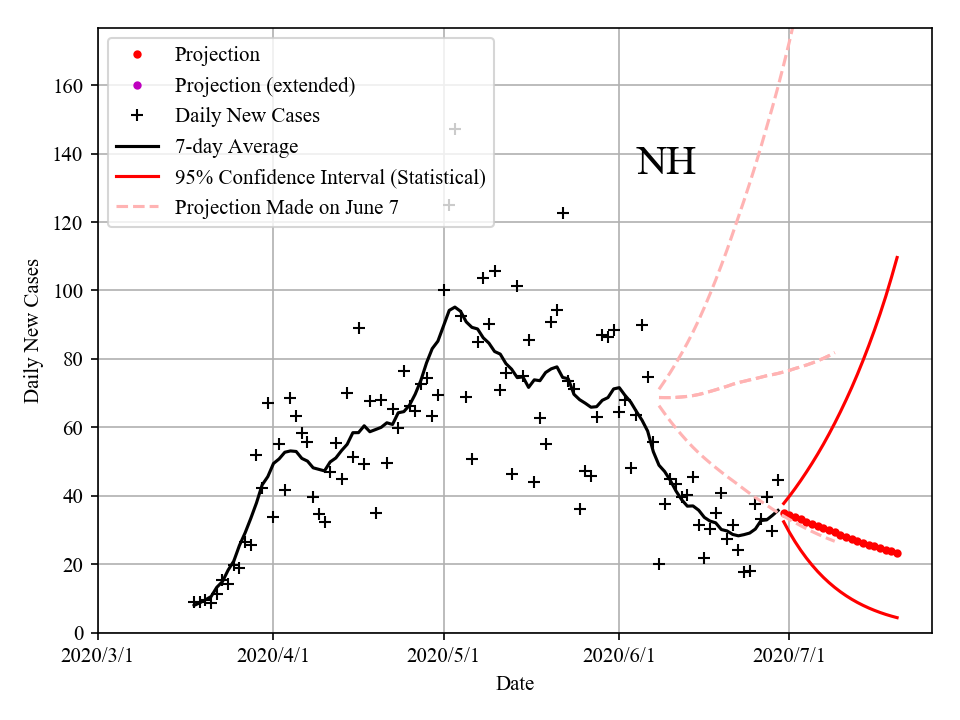 Projection
Projection (extended)
Daily New Cases
7-day Average
95% Confidence Interval (Statistical)
Projection Made on June 7
NH
160
140
120
100
80
60
40
20
0
Daily New Cases
2020/3/1 2020/4/1 2020/5/1 2020/6/1 2020/7/1
Date